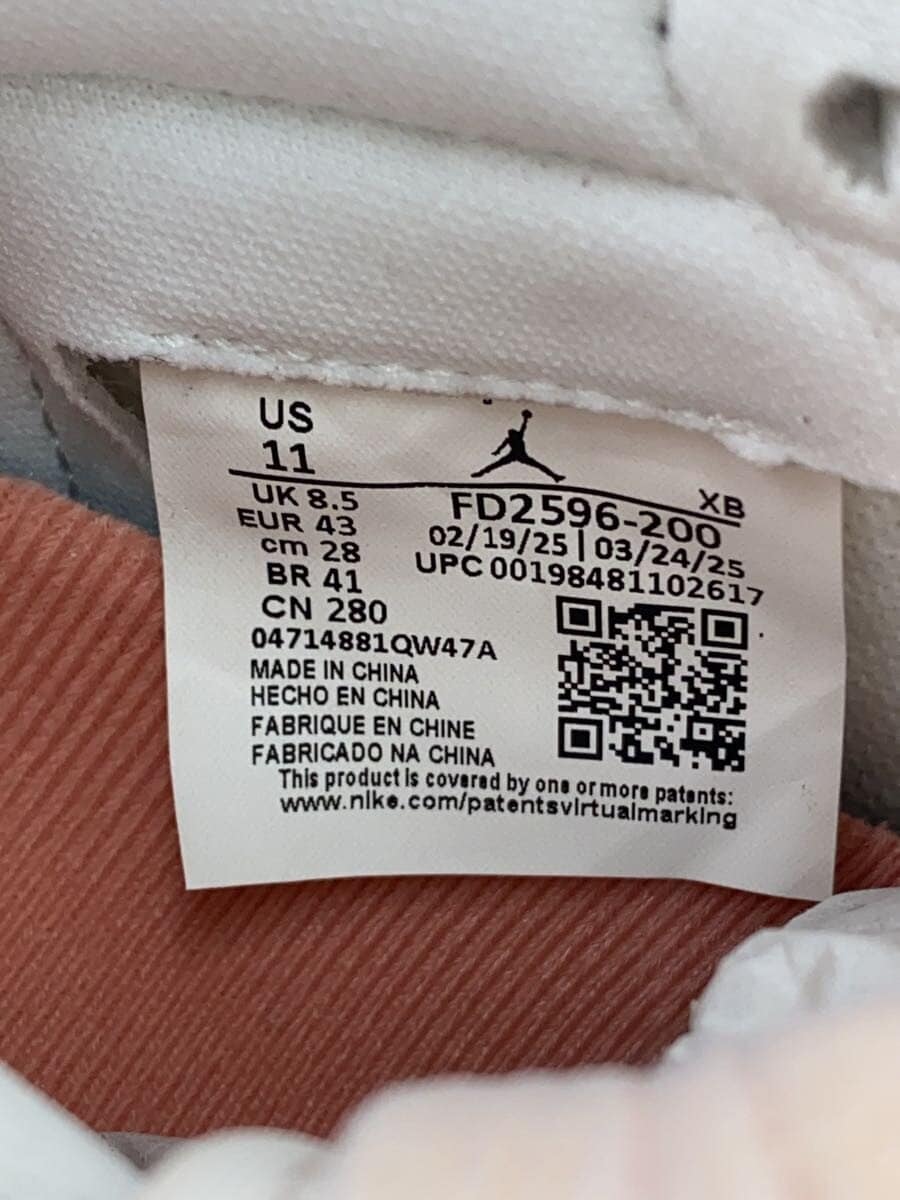 US
11
XB
UK 8.5
FD2596-200
EUR 43
02/19/25 | 03/24/25
cm 28
UPC 00198481102617
BR 41
CN 280
04714881QW47A
MADE IN CHINA
HECHO EN CHINA
FABRIQUE EN CHINE
FABRICADO NA CHINA
This product is covered by one or more patents:
www.nike.com/patentsvirtualmarking